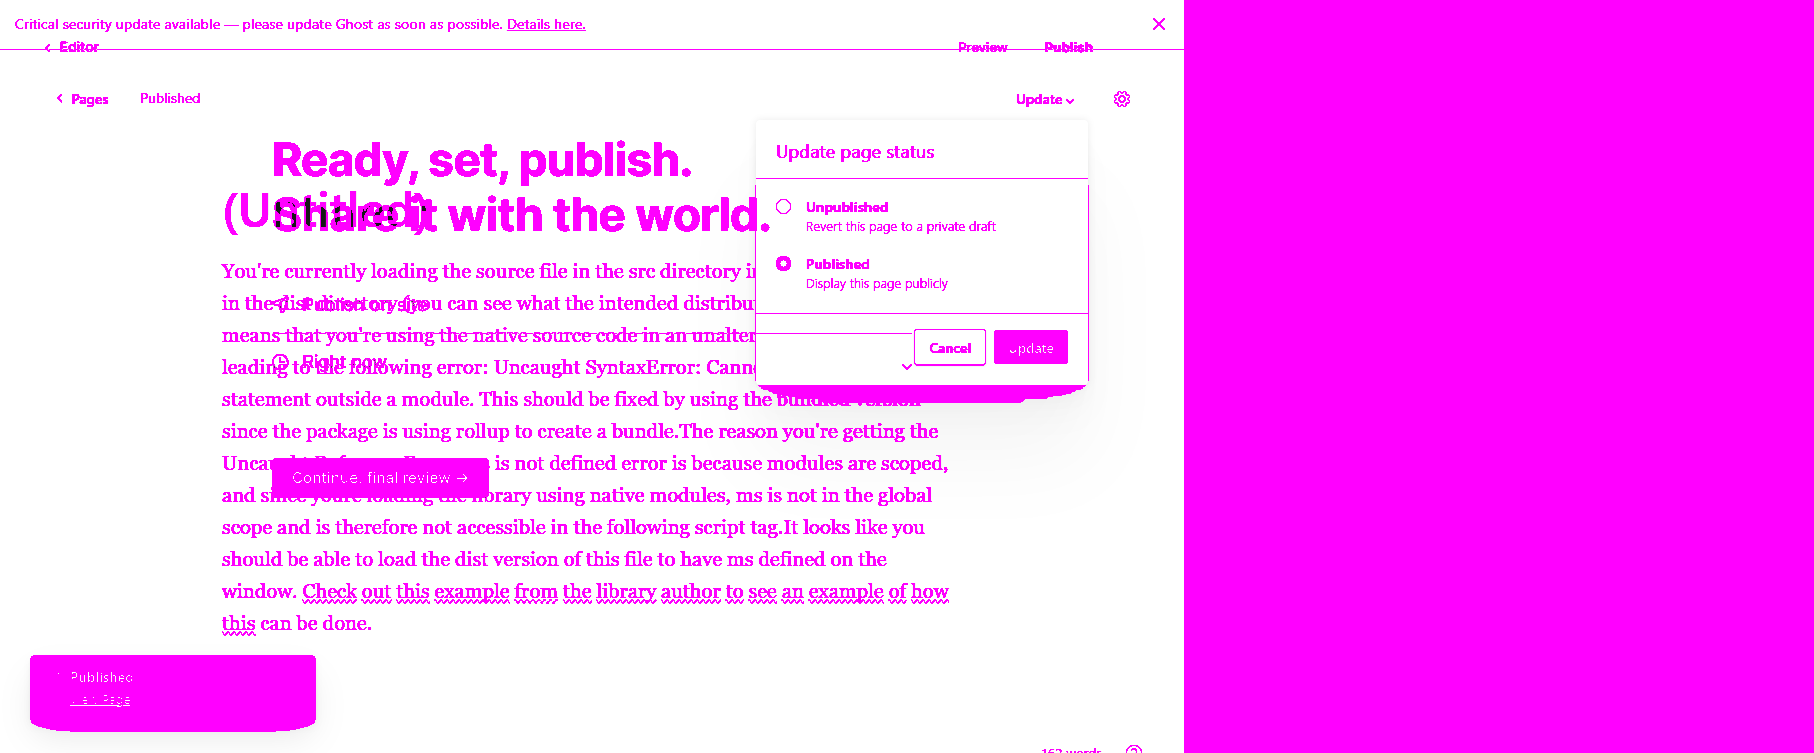 Critical security update available — please update Ghost as soon as possible. Details here.
Editor
Preview
Publish
Pages
Published
Update
Update page status
Ready, set, publish.
(Untitled)
Share it with the world.
Unpublished
Revert this page to a private draft
Published
Display this page publicly
You're currently loading the source file in the src directory
in the dist directory (you can see what the intended
Publish on site
means that you're using the native source code in an
Cancel
Update
Right now
leading to the following error: Uncaught SyntaxError:
statement outside a module. This should be fixed by using the bundled version
since the package is using rollup to create a bundle.The reason you're getting the
is not defined error is because modules are scoped,
Continue, final review →
and since you're loading the library using native modules, ms is not in the global
scope and is therefore not accessible in the following script tag.It looks like you
should be able to load the dist version of this file to have ms defined on the
window. Check out this example from the library author to see an example of how
this can be done.
Published
Page
words